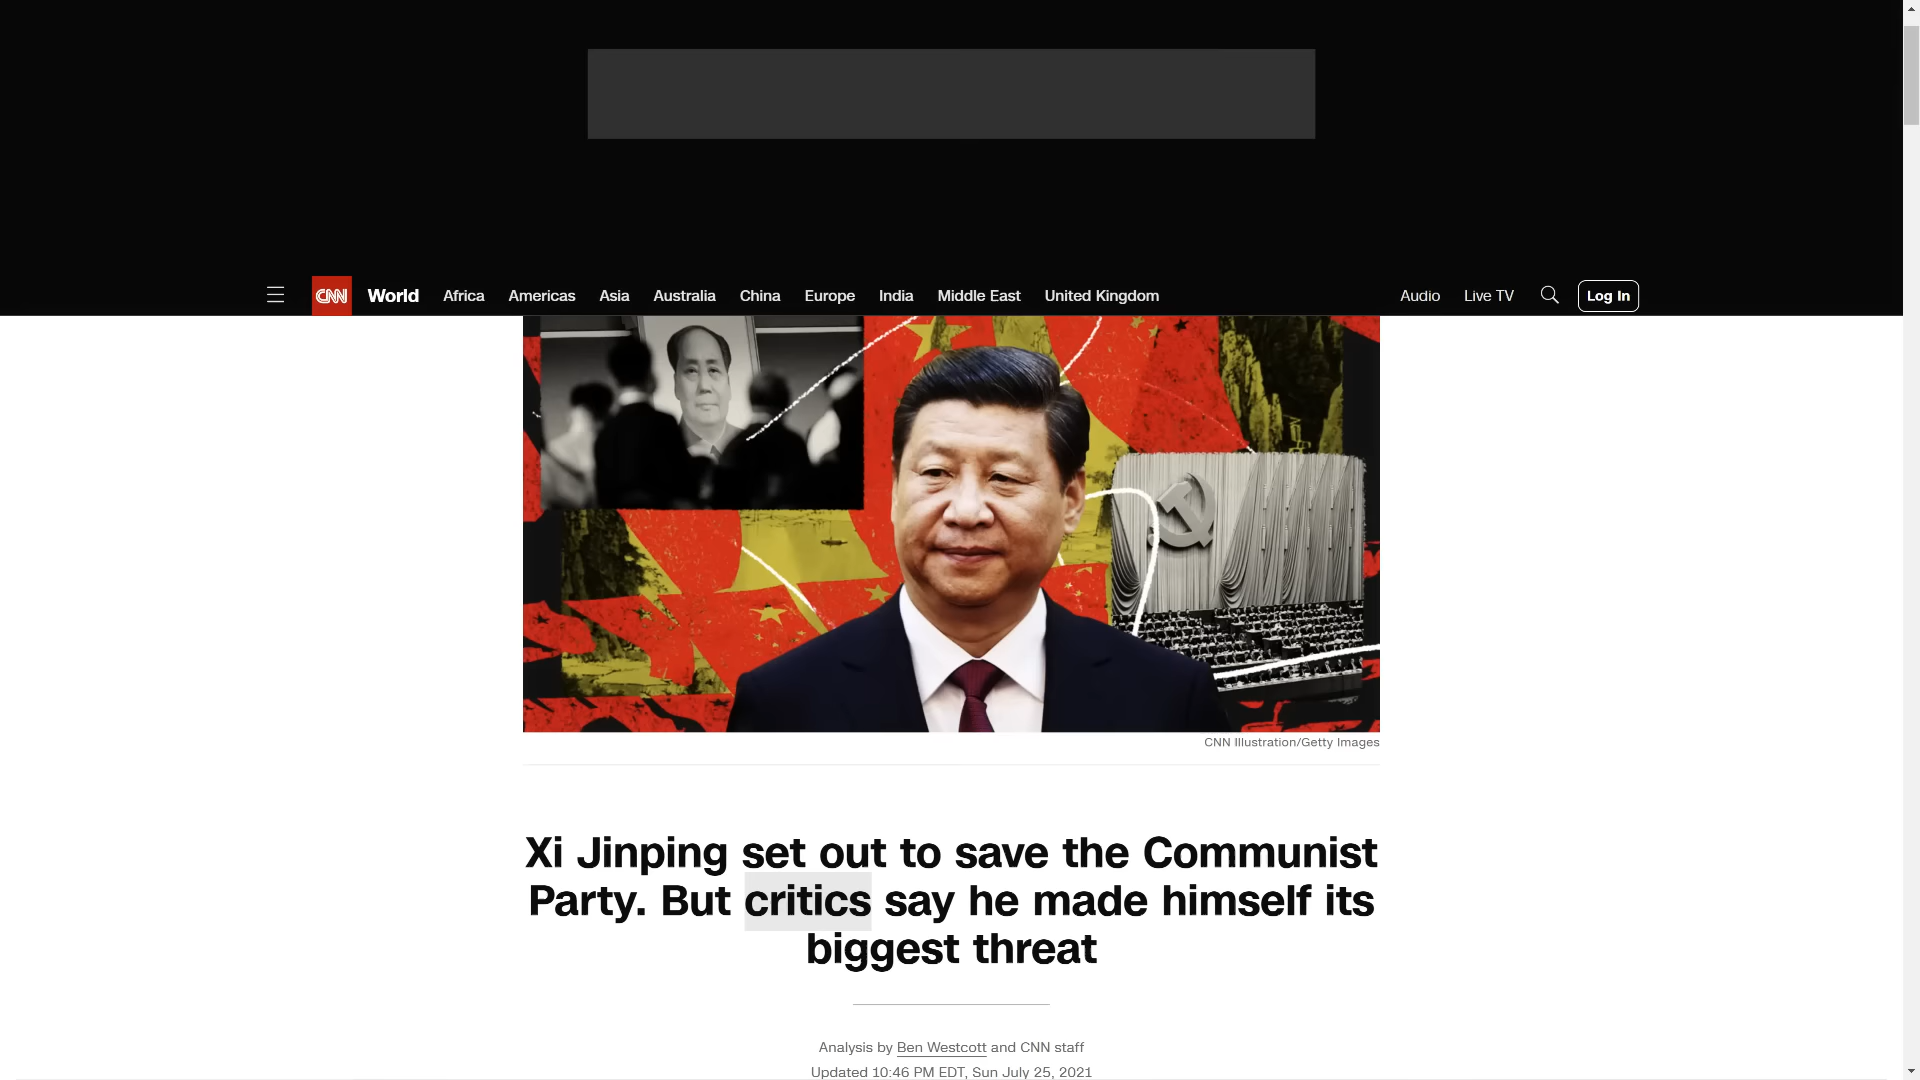 CNN World Africa Americas Asia Australia China Europe India Middle East United Kingdom Audio Live TV Log In
CNN Illustration/Getty Images
Xi Jinping set out to save the Communist
Party. But critics say he made himself its
biggest threat
Analysis by Ben Westcott and CNN staff
Updated 10:46 PM EDT, Sun July 25, 2021